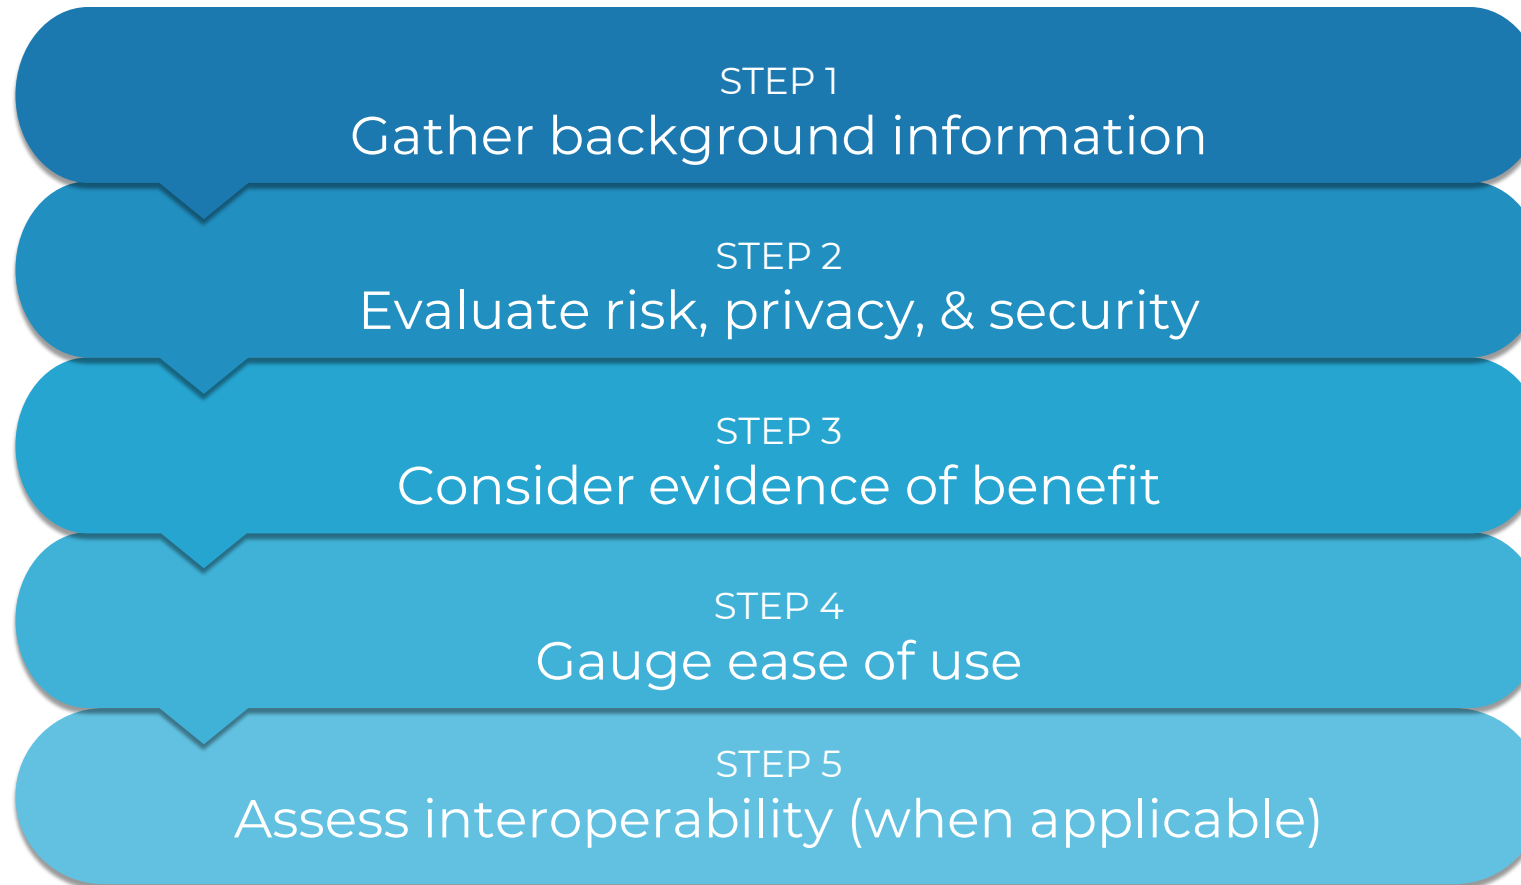 STEP 1
Gather background information
STEP 2
Evaluate risk, privacy, & security
STEP 3
Consider evidence of benefit
STEP 4
Gauge ease of use
STEP 5
Assess interoperability (when applicable)